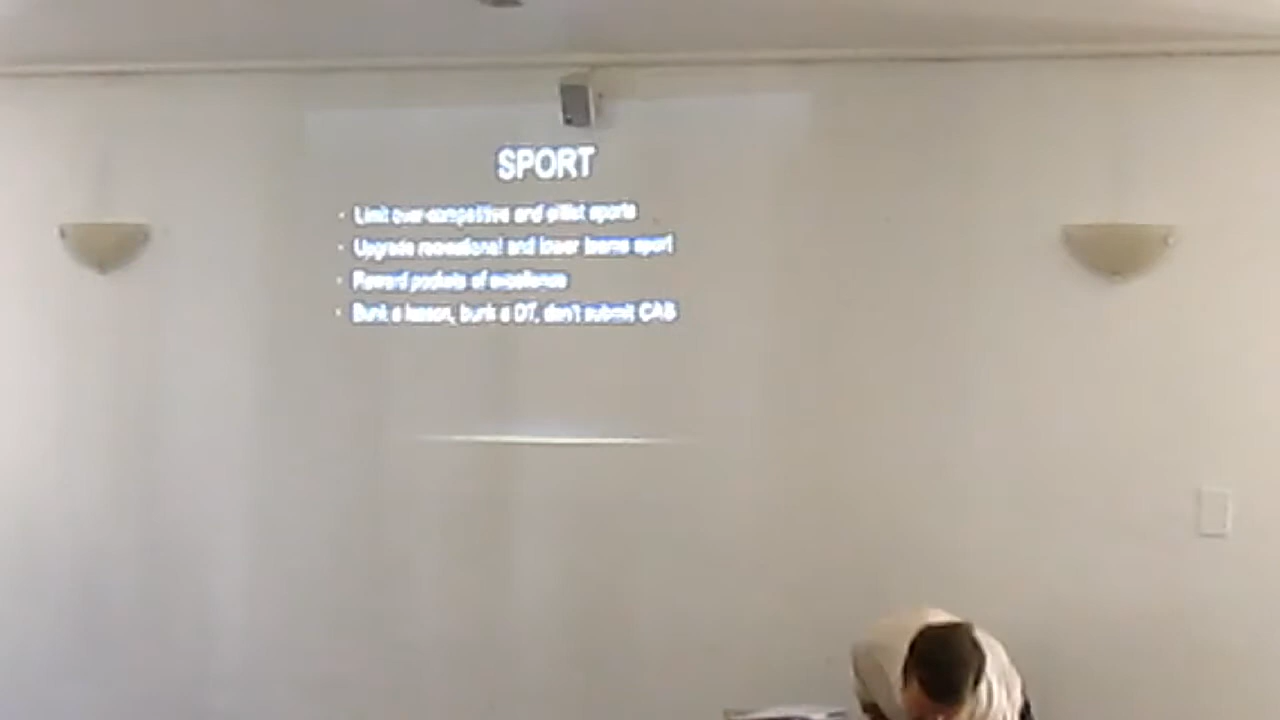 SPORT
Limit over-competitive and elitist sports
Upgrade recreational and lower teams sport
Reward pockets of excellence
Bunk a lesson, bunk a DT, don't submit CAS